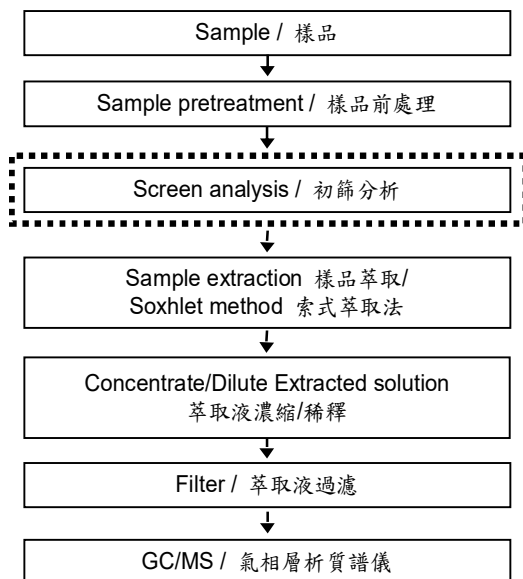 Sample / 樣品
Sample pretreatment / 樣品前處理
Screen analysis / 初篩分析
Sample extraction 樣品萃取/
Soxhlet method 索式萃取法
Concentrate/Dilute Extracted solution
萃取液濃縮/稀釋
Filter / 萃取液過濾
GC/MS / 氣相層析質譜儀